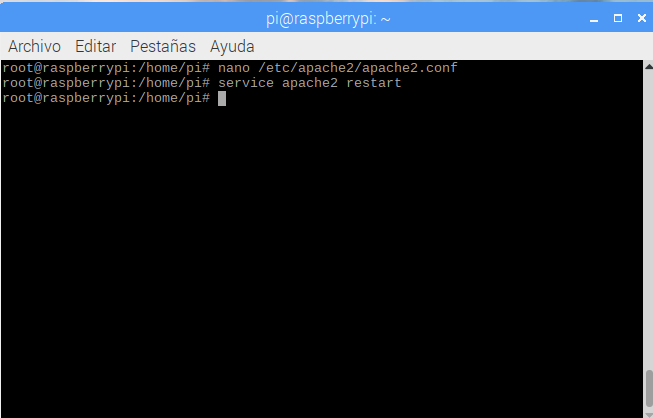 pi@raspberrypi: ~
Archivo Editar Pestañas Ayuda
root@raspberrypi:/home/pi# nano /etc/apache2/apache2.conf
root@raspberrypi:/home/pi# service apache2 restart
root@raspberrypi:/home/pi#